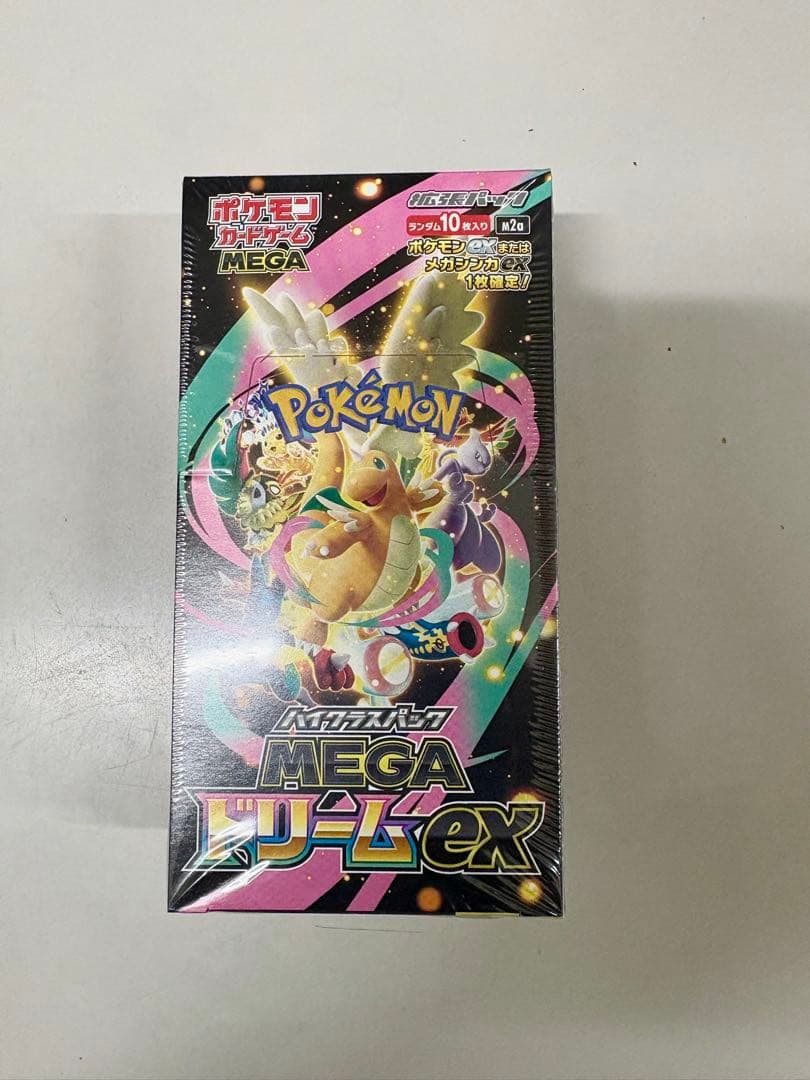 ポケモン
カードゲーム
MEGA
拡張パック
ランダム10枚入り
M2a
ポケモンexまたは
メガシンカex
1枚確定!
POKéMON
ハイクラスパック
MEGA
ドリームex